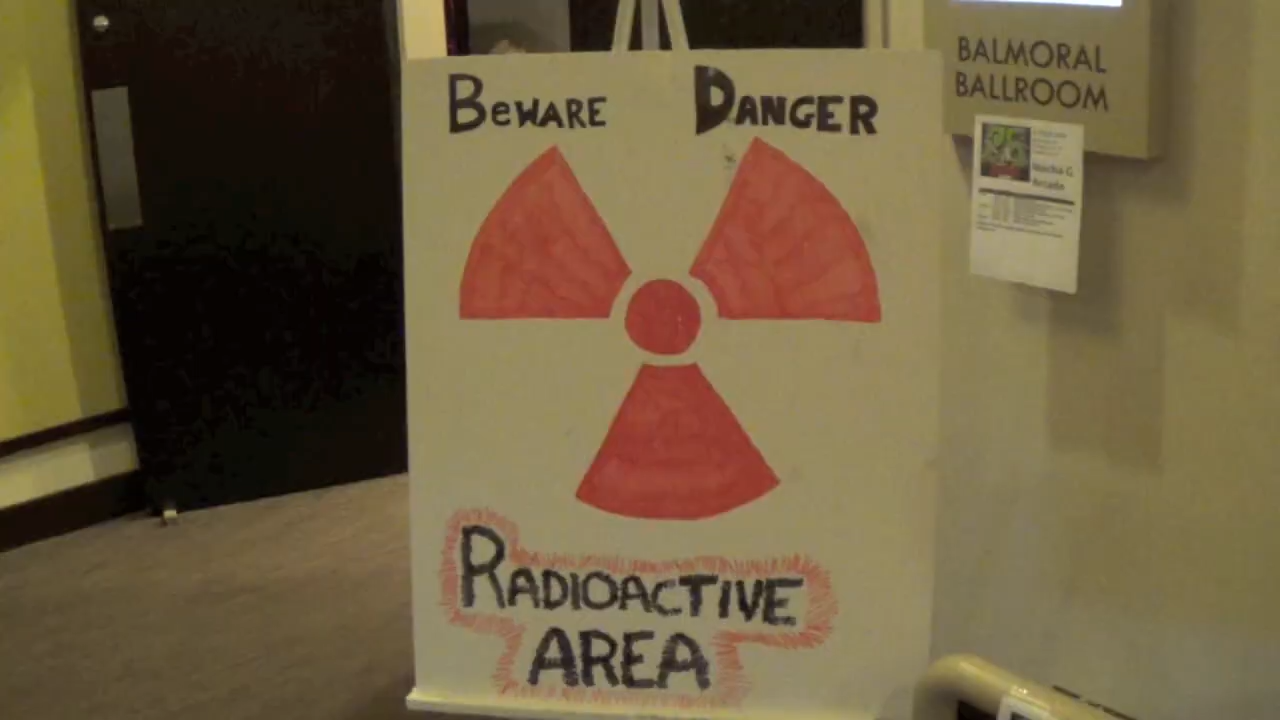 BALMORAL
BALLROOM
BeWARE DANGER
RADIOACTIVE
AREA